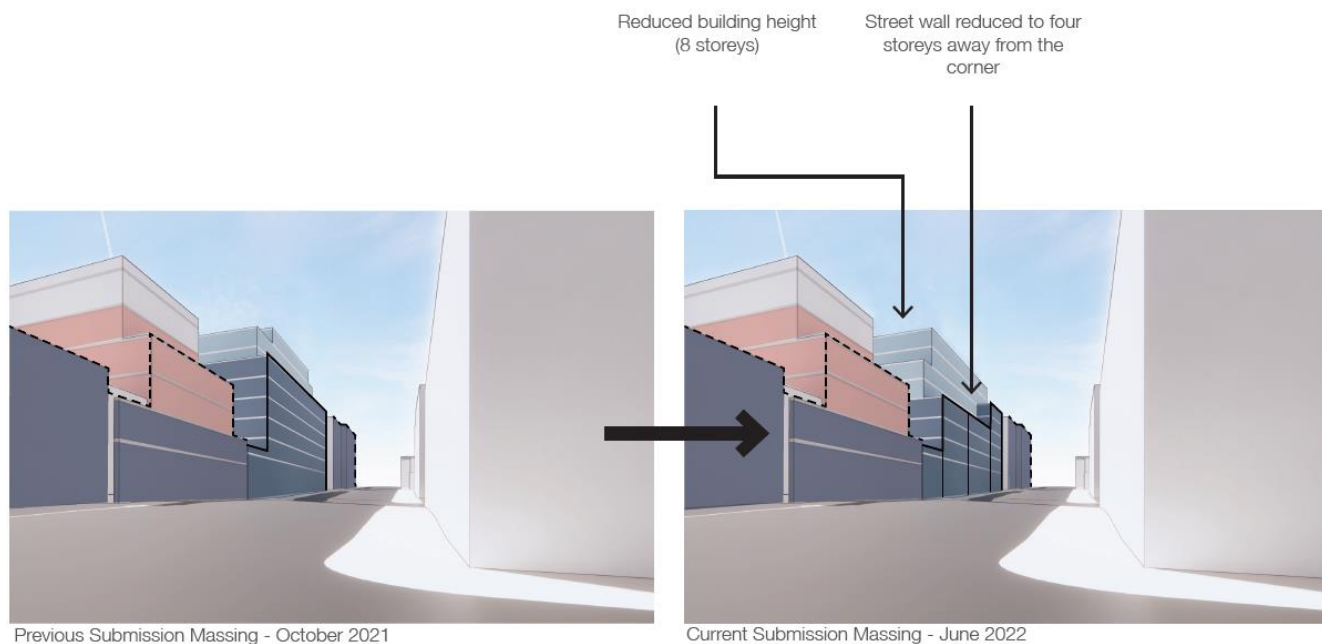 Reduced building height
(8 storeys)
Street wall reduced to four
storeys away from the
corner
Previous Submission Massing - October 2021
Current Submission Massing - June 2022